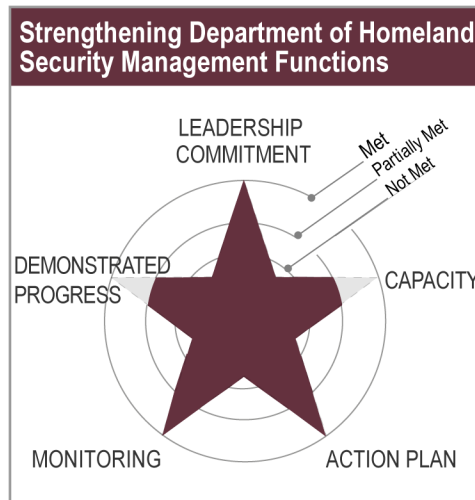 Strengthening Department of Homeland
Security Management Functions
LEADERSHIP
COMMITMENT
Met
Partially Met
Not Met
DEMONSTRATED
PROGRESS
CAPACITY
MONITORING
ACTION PLAN